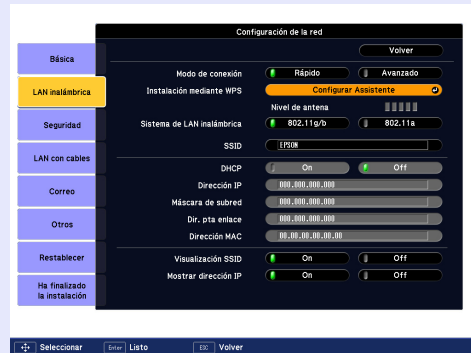 Configuración de la red
Volver
Básica
LAN inalámbrica
Seguridad
LAN con cables
Correo
Otros
Restablecer
Ha finalizado
la instalación
Modo de conexión Rápido Avanzado
Instalación mediante WPS Configurar Assistente
Nivel de antena
Sistema de LAN inalámbrica 802.11g/b 802.11a
SSID EPSON
DHCP On Off
Dirección IP 000.000.000.000
Máscara de subred 000.000.000.000
Dir. pta enlace 000.000.000.000
Dirección MAC 00.00.00.00.00.00
Visualización SSID On Off
Mostrar dirección IP On Off
Seleccionar Enter Listo ESC Volver